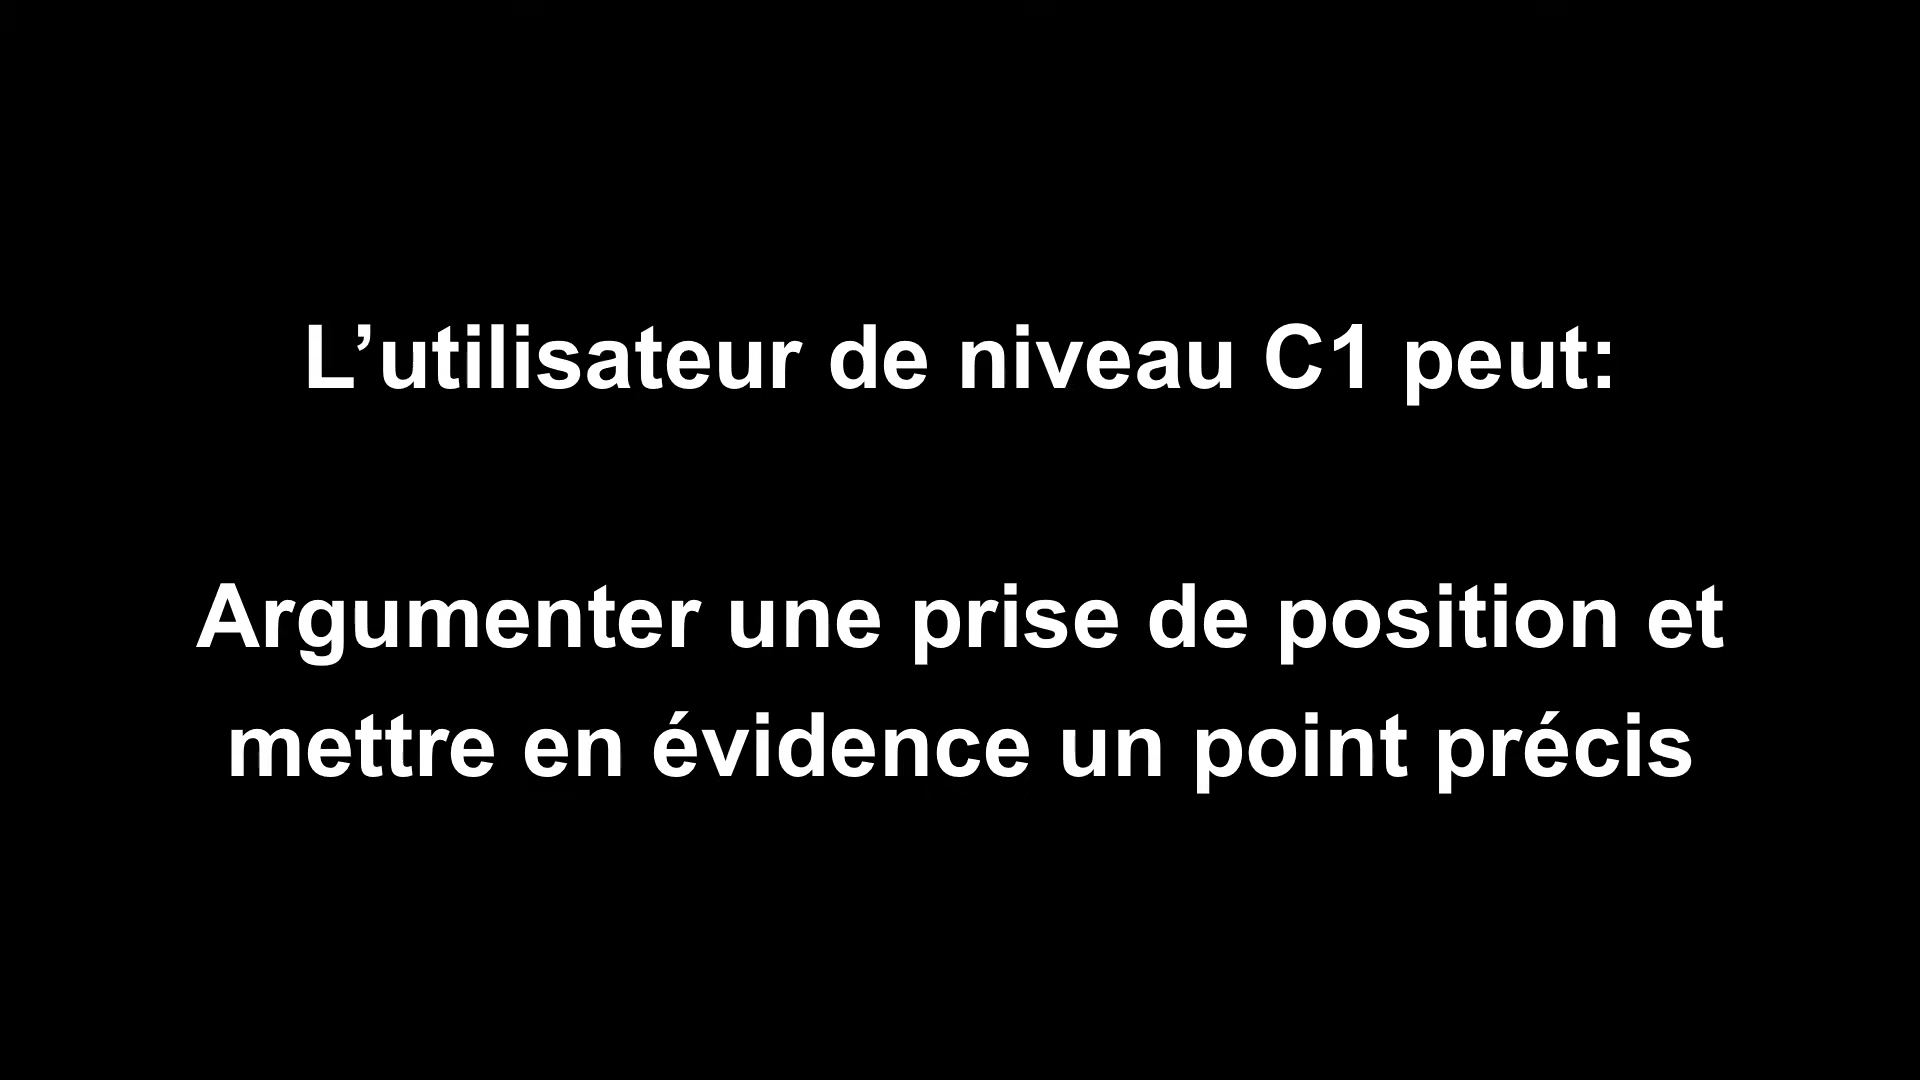 L’utilisateur de niveau C1 peut:
Argumenter une prise de position et
mettre en évidence un point précis